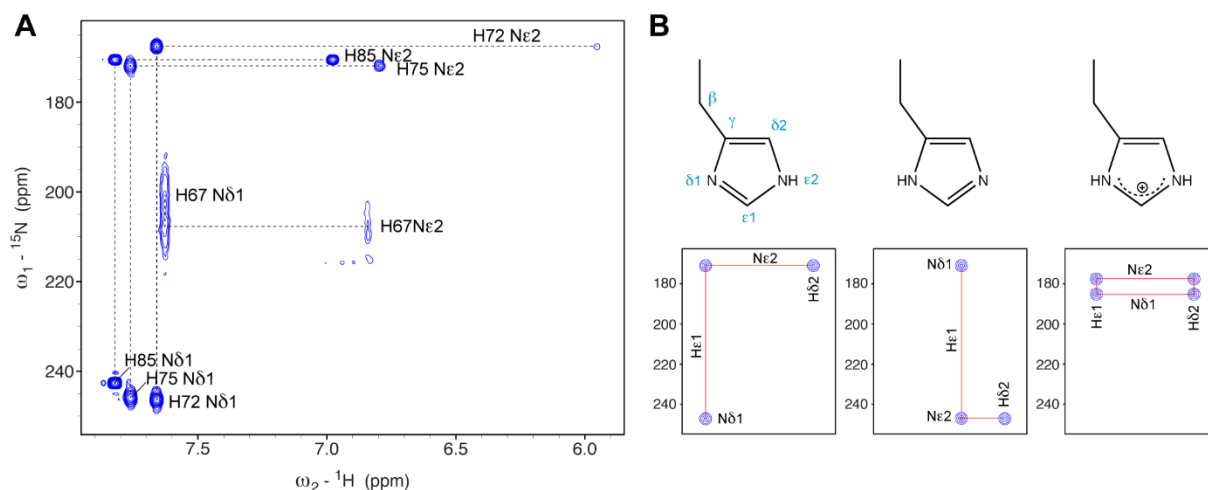 A
H72 Nε2
H85 Nε2
H75 Nε2
H67 Nδ1
H67Nε2
H85 Nδ1
H75 Nδ1
H72 Nδ1
180
200
220
240
ω1 - 15N (ppm)
7.5
7.0
6.5
6.0
ω2 - 1H (ppm)
B
β
γ
δ2
δ1
N
NH
ε2
ε1
HN
N
HN
⊕
NH
180
200
220
240
Nε2
Hδ2
Hε1
Nδ1
180
200
220
240
Nδ1
Hε1
Hδ2
Nε2
180
200
220
240
Nε2
Hε1
Nδ1
Hδ2